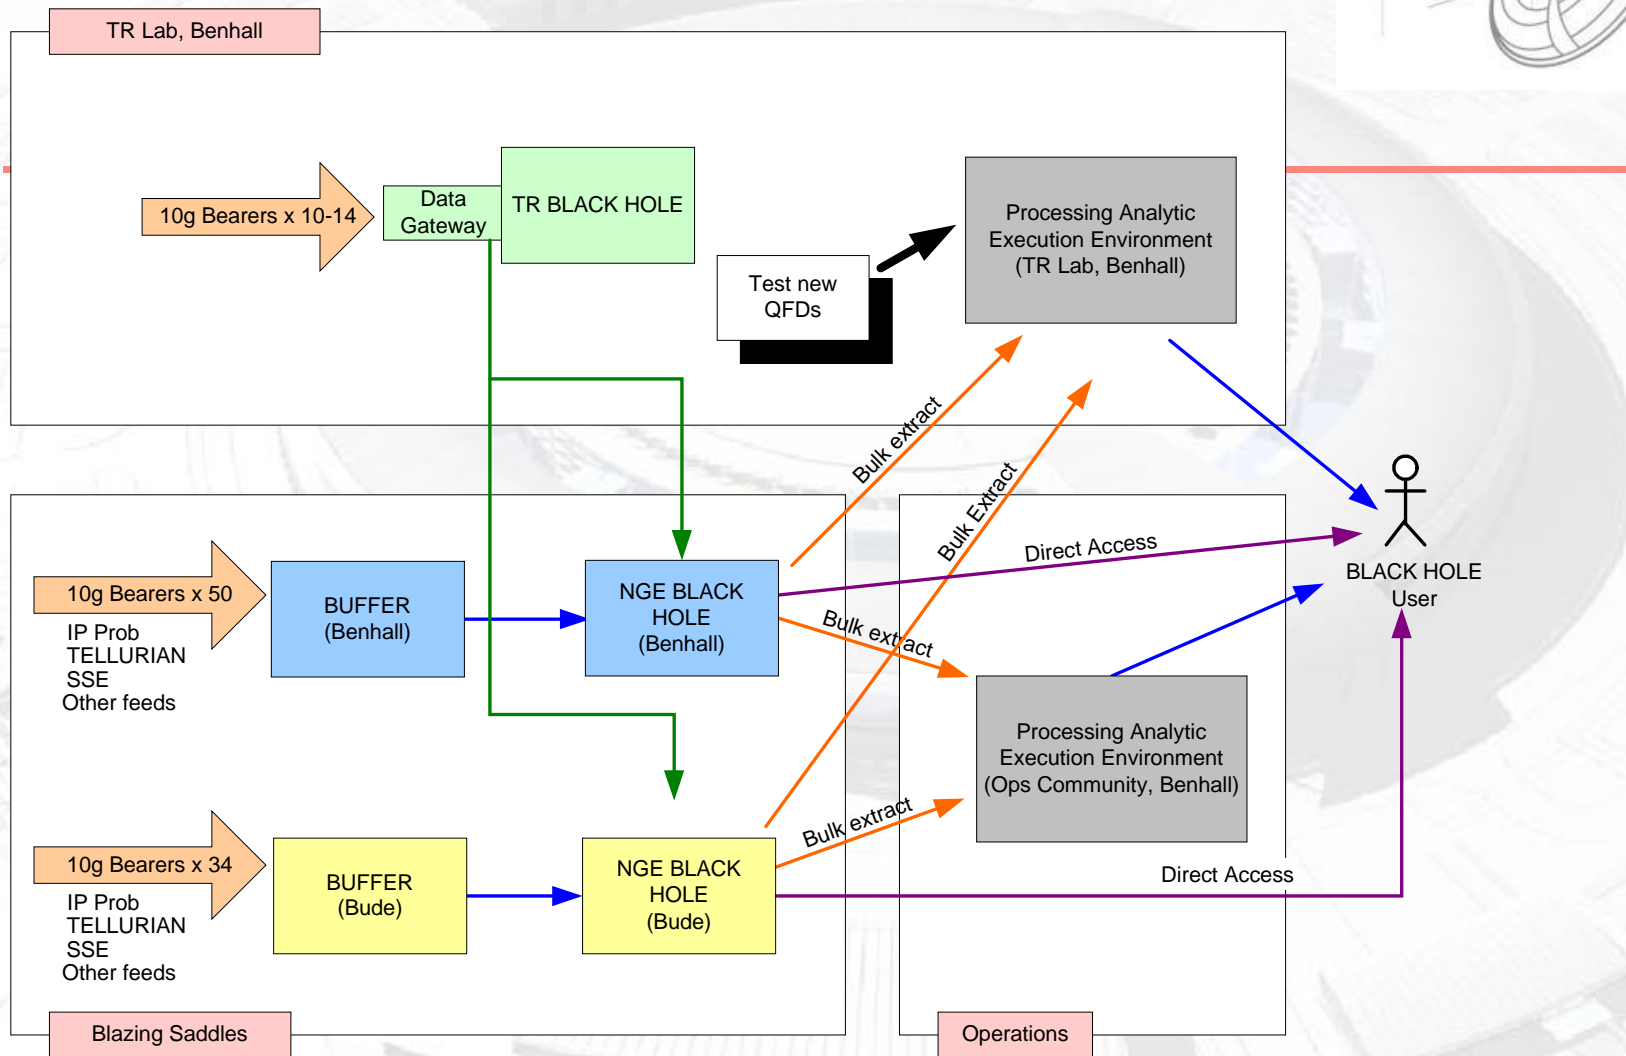 TR Lab, Benhall
10g Bearers x 10-14
Data
Gateway
TR BLACK HOLE
Test new
QFDs
Processing Analytic
Execution Environment
(TR Lab, Benhall)
Bulk extract
Bulk Extract
10g Bearers x 50
IP Prob
TELLURIAN
SSE
Other feeds
BUFFER
(Benhall)
NGE BLACK
HOLE
(Benhall)
Direct Access
BLACK HOLE
User
Bulk extract
Processing Analytic
Execution Environment
(Ops Community, Benhall)
Bulk extract
10g Bearers x 34
IP Prob
TELLURIAN
SSE
Other feeds
BUFFER
(Bude)
NGE BLACK
HOLE
(Bude)
Direct Access
Blazing Saddles
Operations